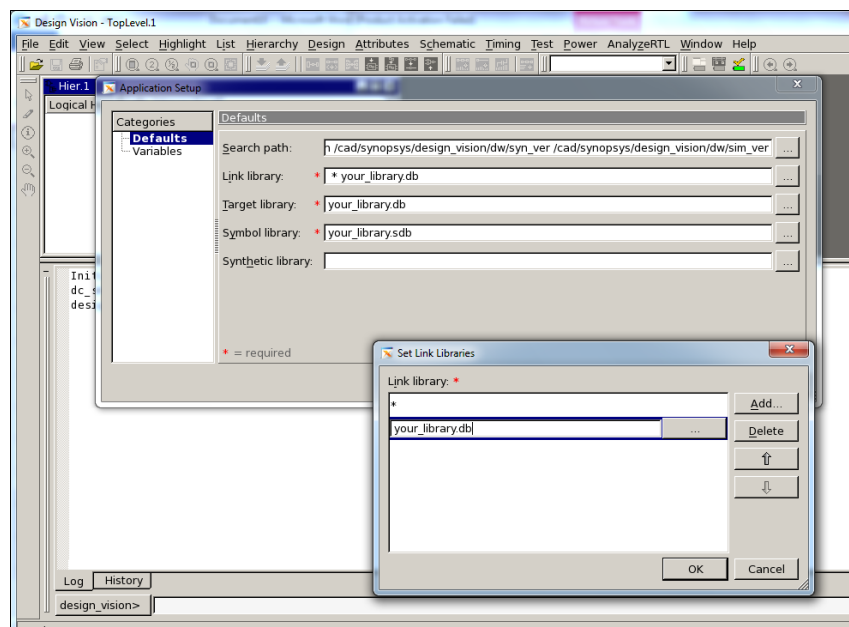 Design Vision - TopLevel.1
File Edit View Select Highlight List Hierarchy Design Attributes Schematic Timing Test Power AnalyzeRTL Window Help
Hier.1
Logical H
Application Setup
x
Categories
Defaults
Variables
Defaults
Search path: n /cad/synopsys/design_vision/dw/syn_ver /cad/synopsys/design_vision/dw/sim_ver ...
Link library: * * your_library.db ...
Target library: * your_library.db ...
Symbol library: * your_library.sdb ...
Synthetic library: ...
* = required
Init
dc_s
desi
Set Link Libraries
x
Link library: *
*
Add...
your_library.db ...
Delete
OK Cancel
Log History
design_vision>